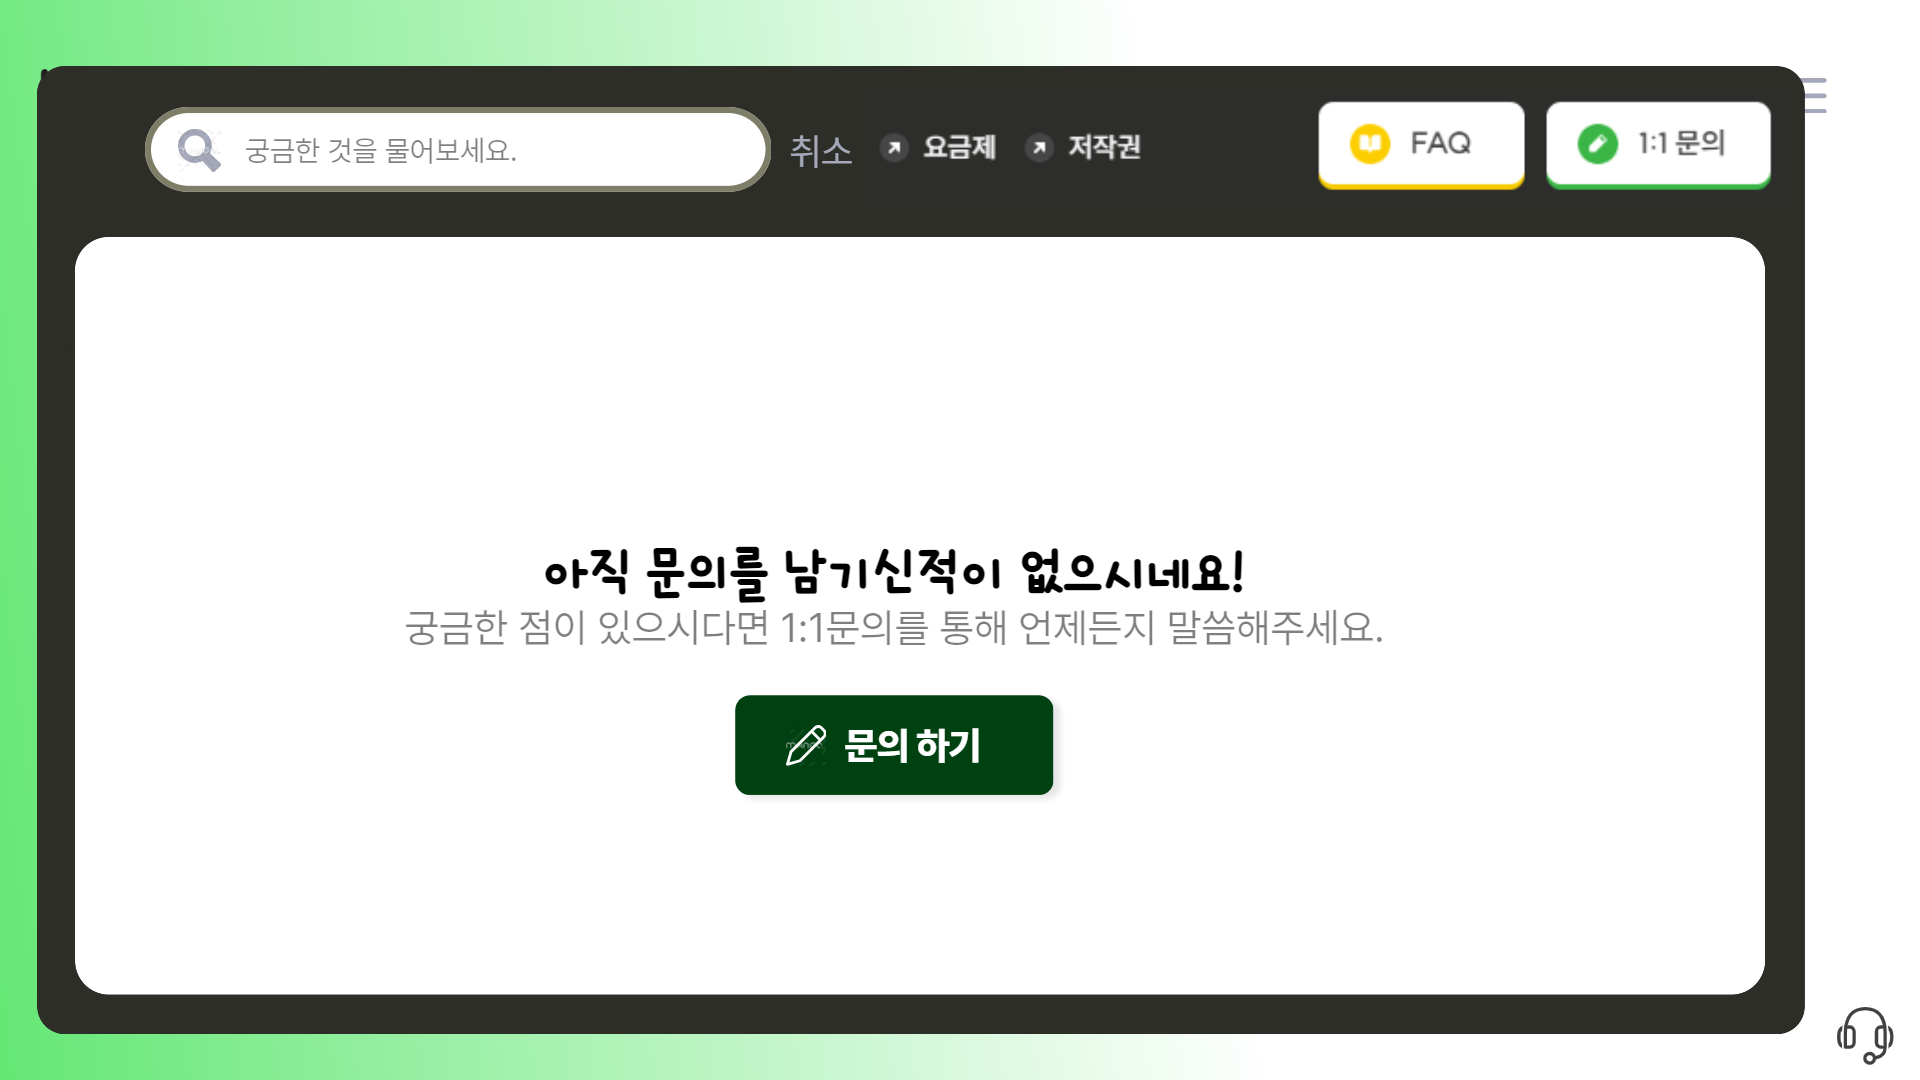 궁금한 것을 물어보세요.
취소
요금제
저작권
FAQ
1:1 문의
아직 문의를 남기신적이 없으시네요!
궁금한 점이 있으시다면 1:1문의를 통해 언제든지 말씀해주세요.
문의 하기